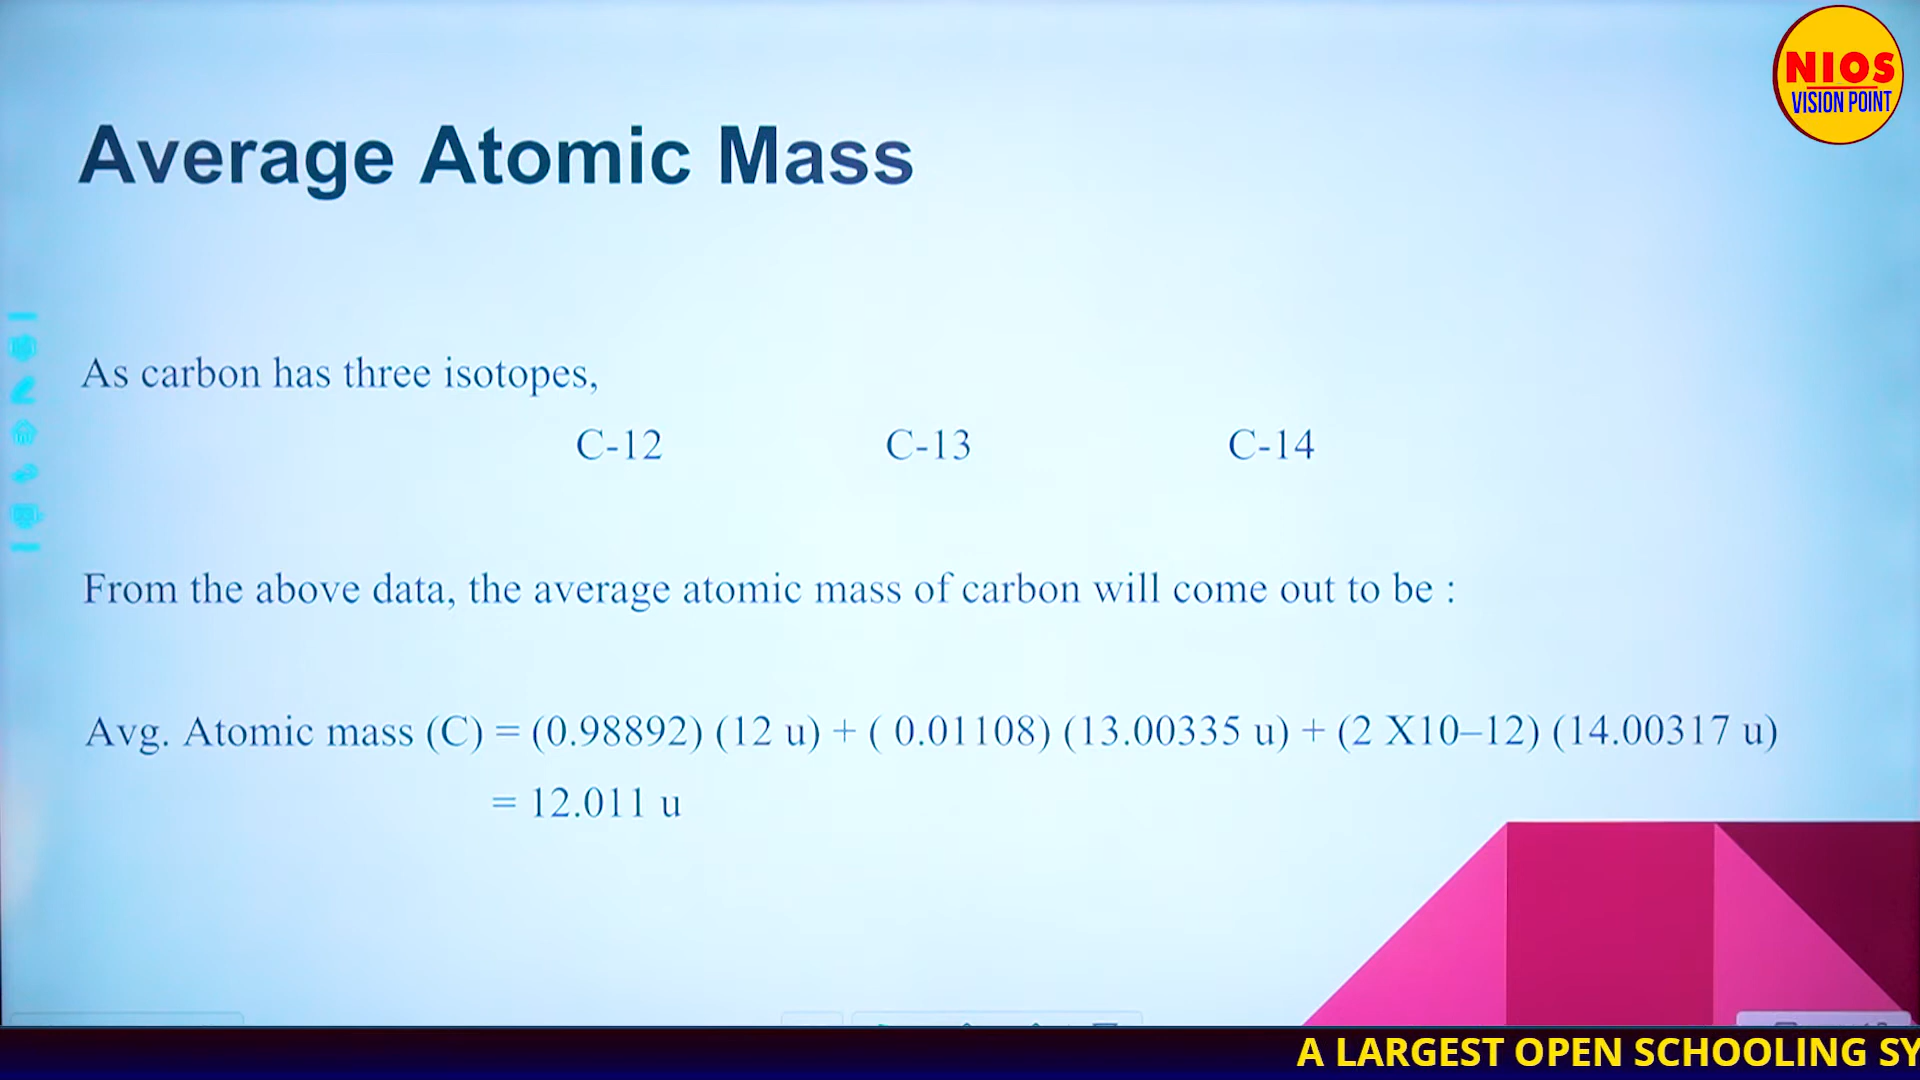 NIOS
VISION POINT
Average Atomic Mass
As carbon has three isotopes,
C-12 C-13 C-14
From the above data, the average atomic mass of carbon will come out to be :
Avg. Atomic mass (C) = (0.98892) (12 u) + ( 0.01108) (13.00335 u) + (2 X10–12) (14.00317 u)
= 12.011 u
A LARGEST OPEN SCHOOLING SY